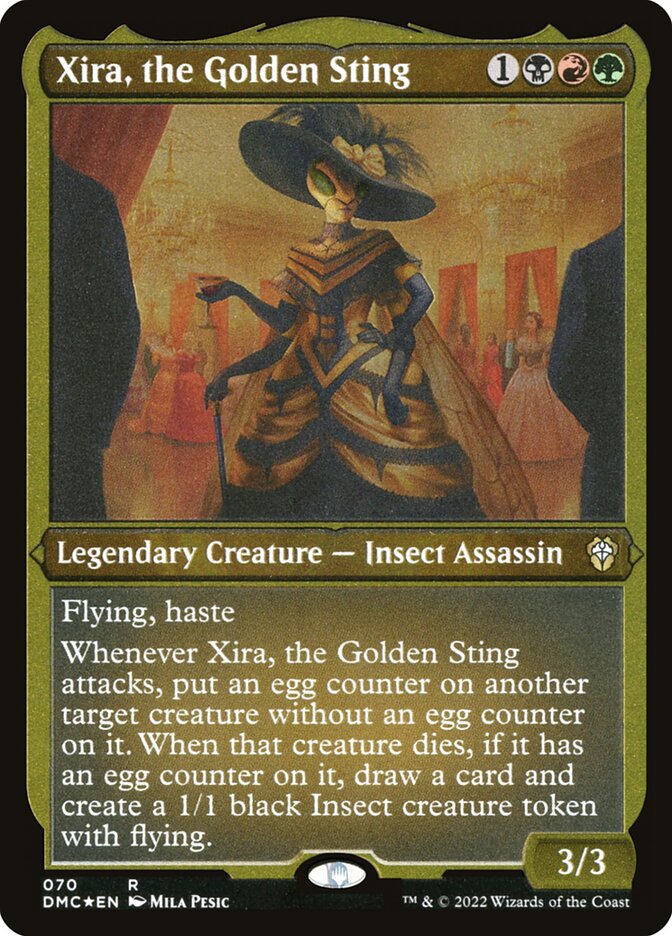 Xira, the Golden Sting 1
Legendary Creature — Insect Assassin
Flying, haste
Whenever Xira, the Golden Sting
attacks, put an egg counter on another
target creature without an egg counter
on it. When that creature dies, if it has
an egg counter on it, draw a card and
create a 1/1 black Insect creature token
with flying.
3/3
070 R
DMC★EN Mila Pesic ™ & © 2022 Wizards of the Coast